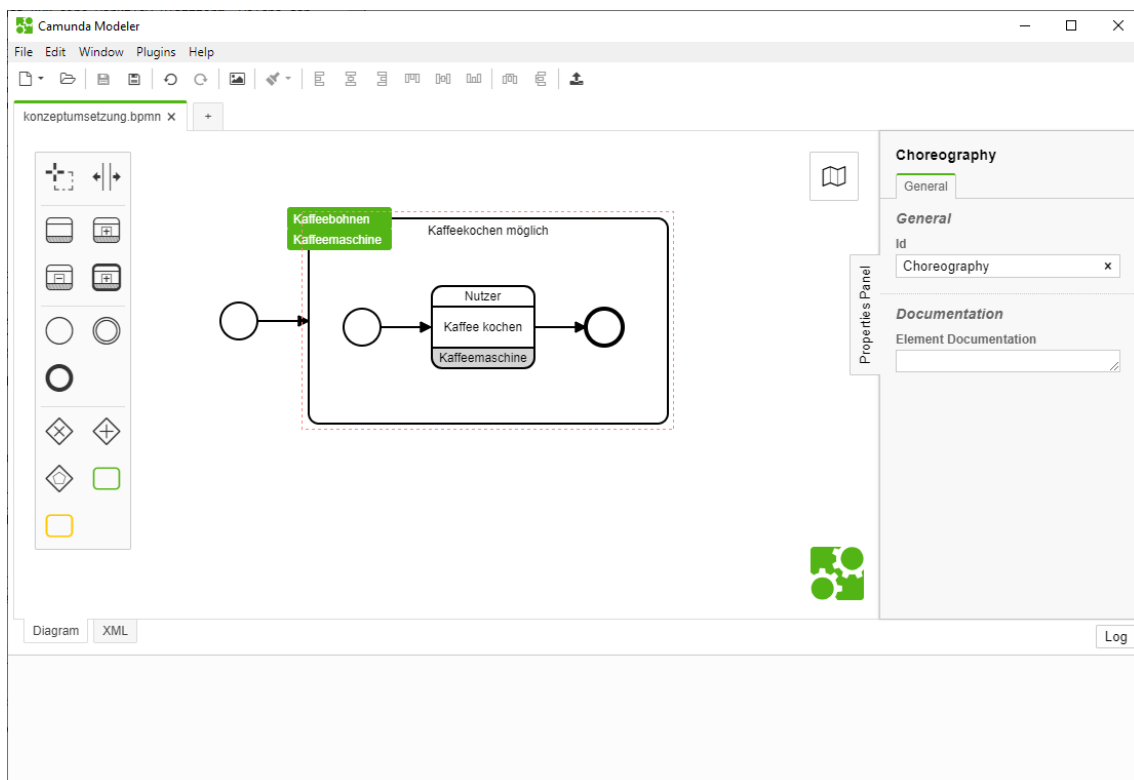 Camunda Modeler
File Edit Window Plugins Help
konzeptumsetzung.bpmn x +
Kaffeebohnen
Kaffeemaschine
Kaffeekochen möglich
Nutzer
Kaffee kochen
Kaffeemaschine
Properties Panel
Choreography
General
General
Id
Choreography x
Documentation
Element Documentation
Diagram XML
Log